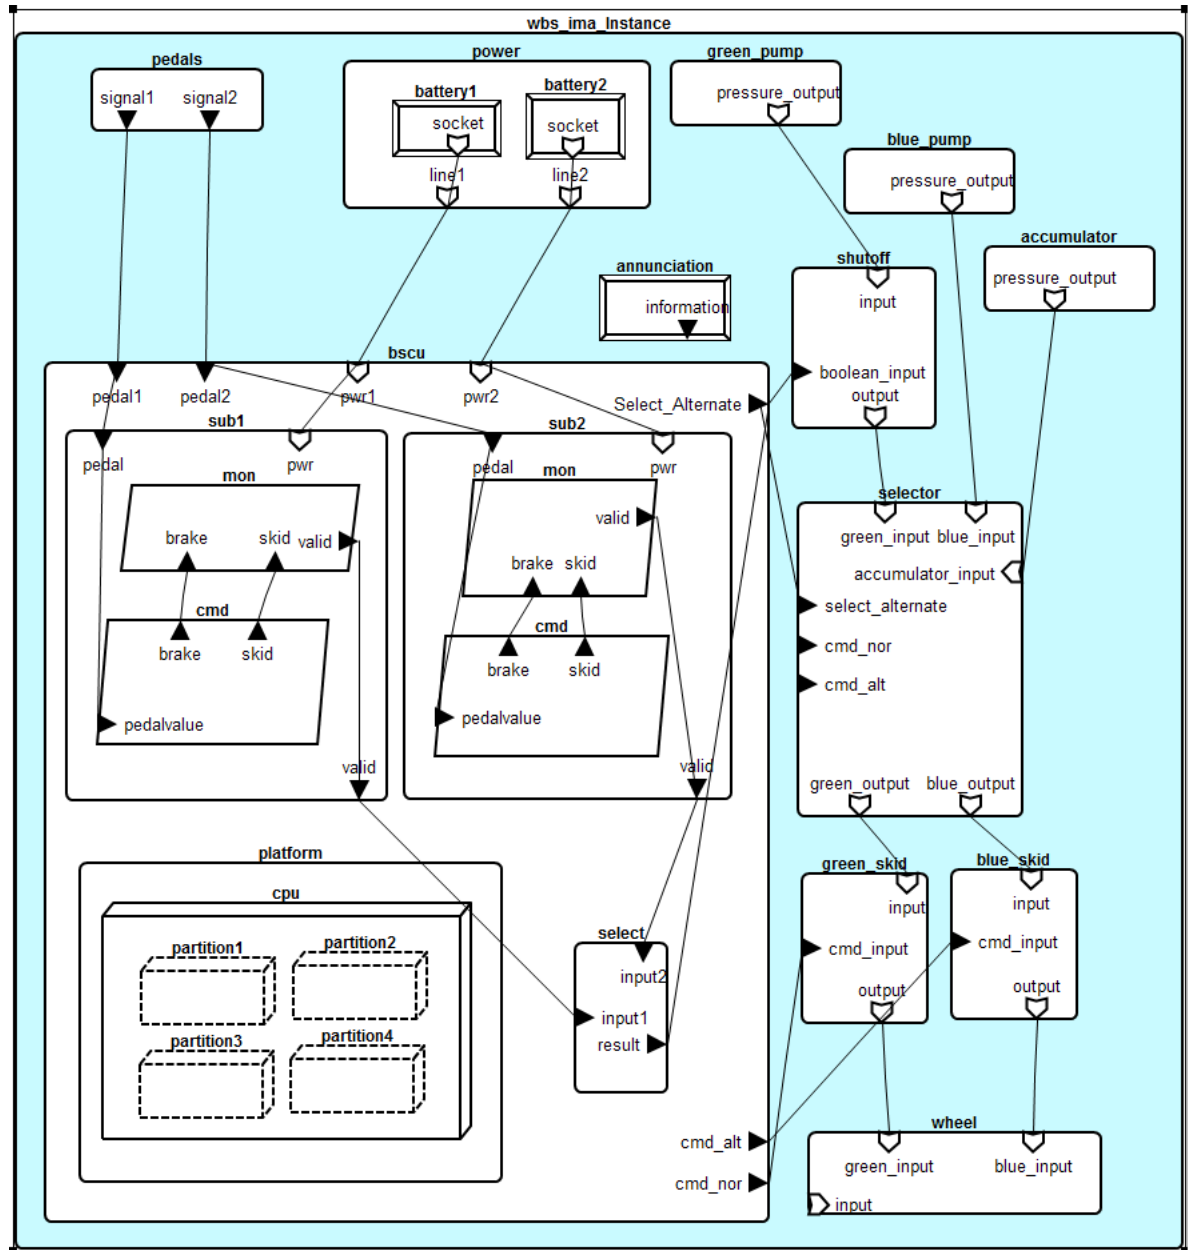 wbs_ima_Instance
pedals
signal1 signal2
power
battery1
socket
line1
battery2
socket
line2
green_pump
pressure_output
blue_pump
pressure_output
accumulator
pressure_output
annunciation
information
shutoff
input
boolean_input
output
bscu
pedal1 pedal2 pwr1 pwr2
Select_Alternate
sub1
pedal pwr
mon
brake skid valid
cmd
brake skid
pedalvalue
valid
sub2
pedal pwr
mon
valid
brake skid
cmd
brake skid
pedalvalue
valid
selector
green_input blue_input
accumulator_input
select_alternate
cmd_nor
cmd_alt
green_output blue_output
platform
cpu
partition1 partition2
partition3 partition4
select
input2
input1
result
cmd_alt
cmd_nor
green_skid
input
cmd_input
output
blue_skid
input
cmd_input
output
wheel
green_input blue_input
input